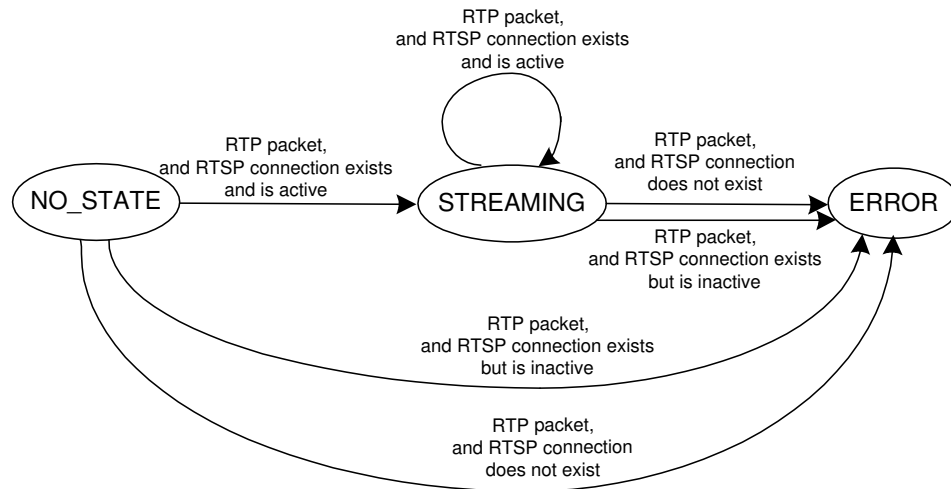 RTP packet,
and RTSP connection exists
and is active
RTP packet,
and RTSP connection exists
and is active
RTP packet,
and RTSP connection
does not exist
NO_STATE
STREAMING
ERROR
RTP packet,
and RTSP connection exists
but is inactive
RTP packet,
and RTSP connection exists
but is inactive
RTP packet,
and RTSP connection
does not exist